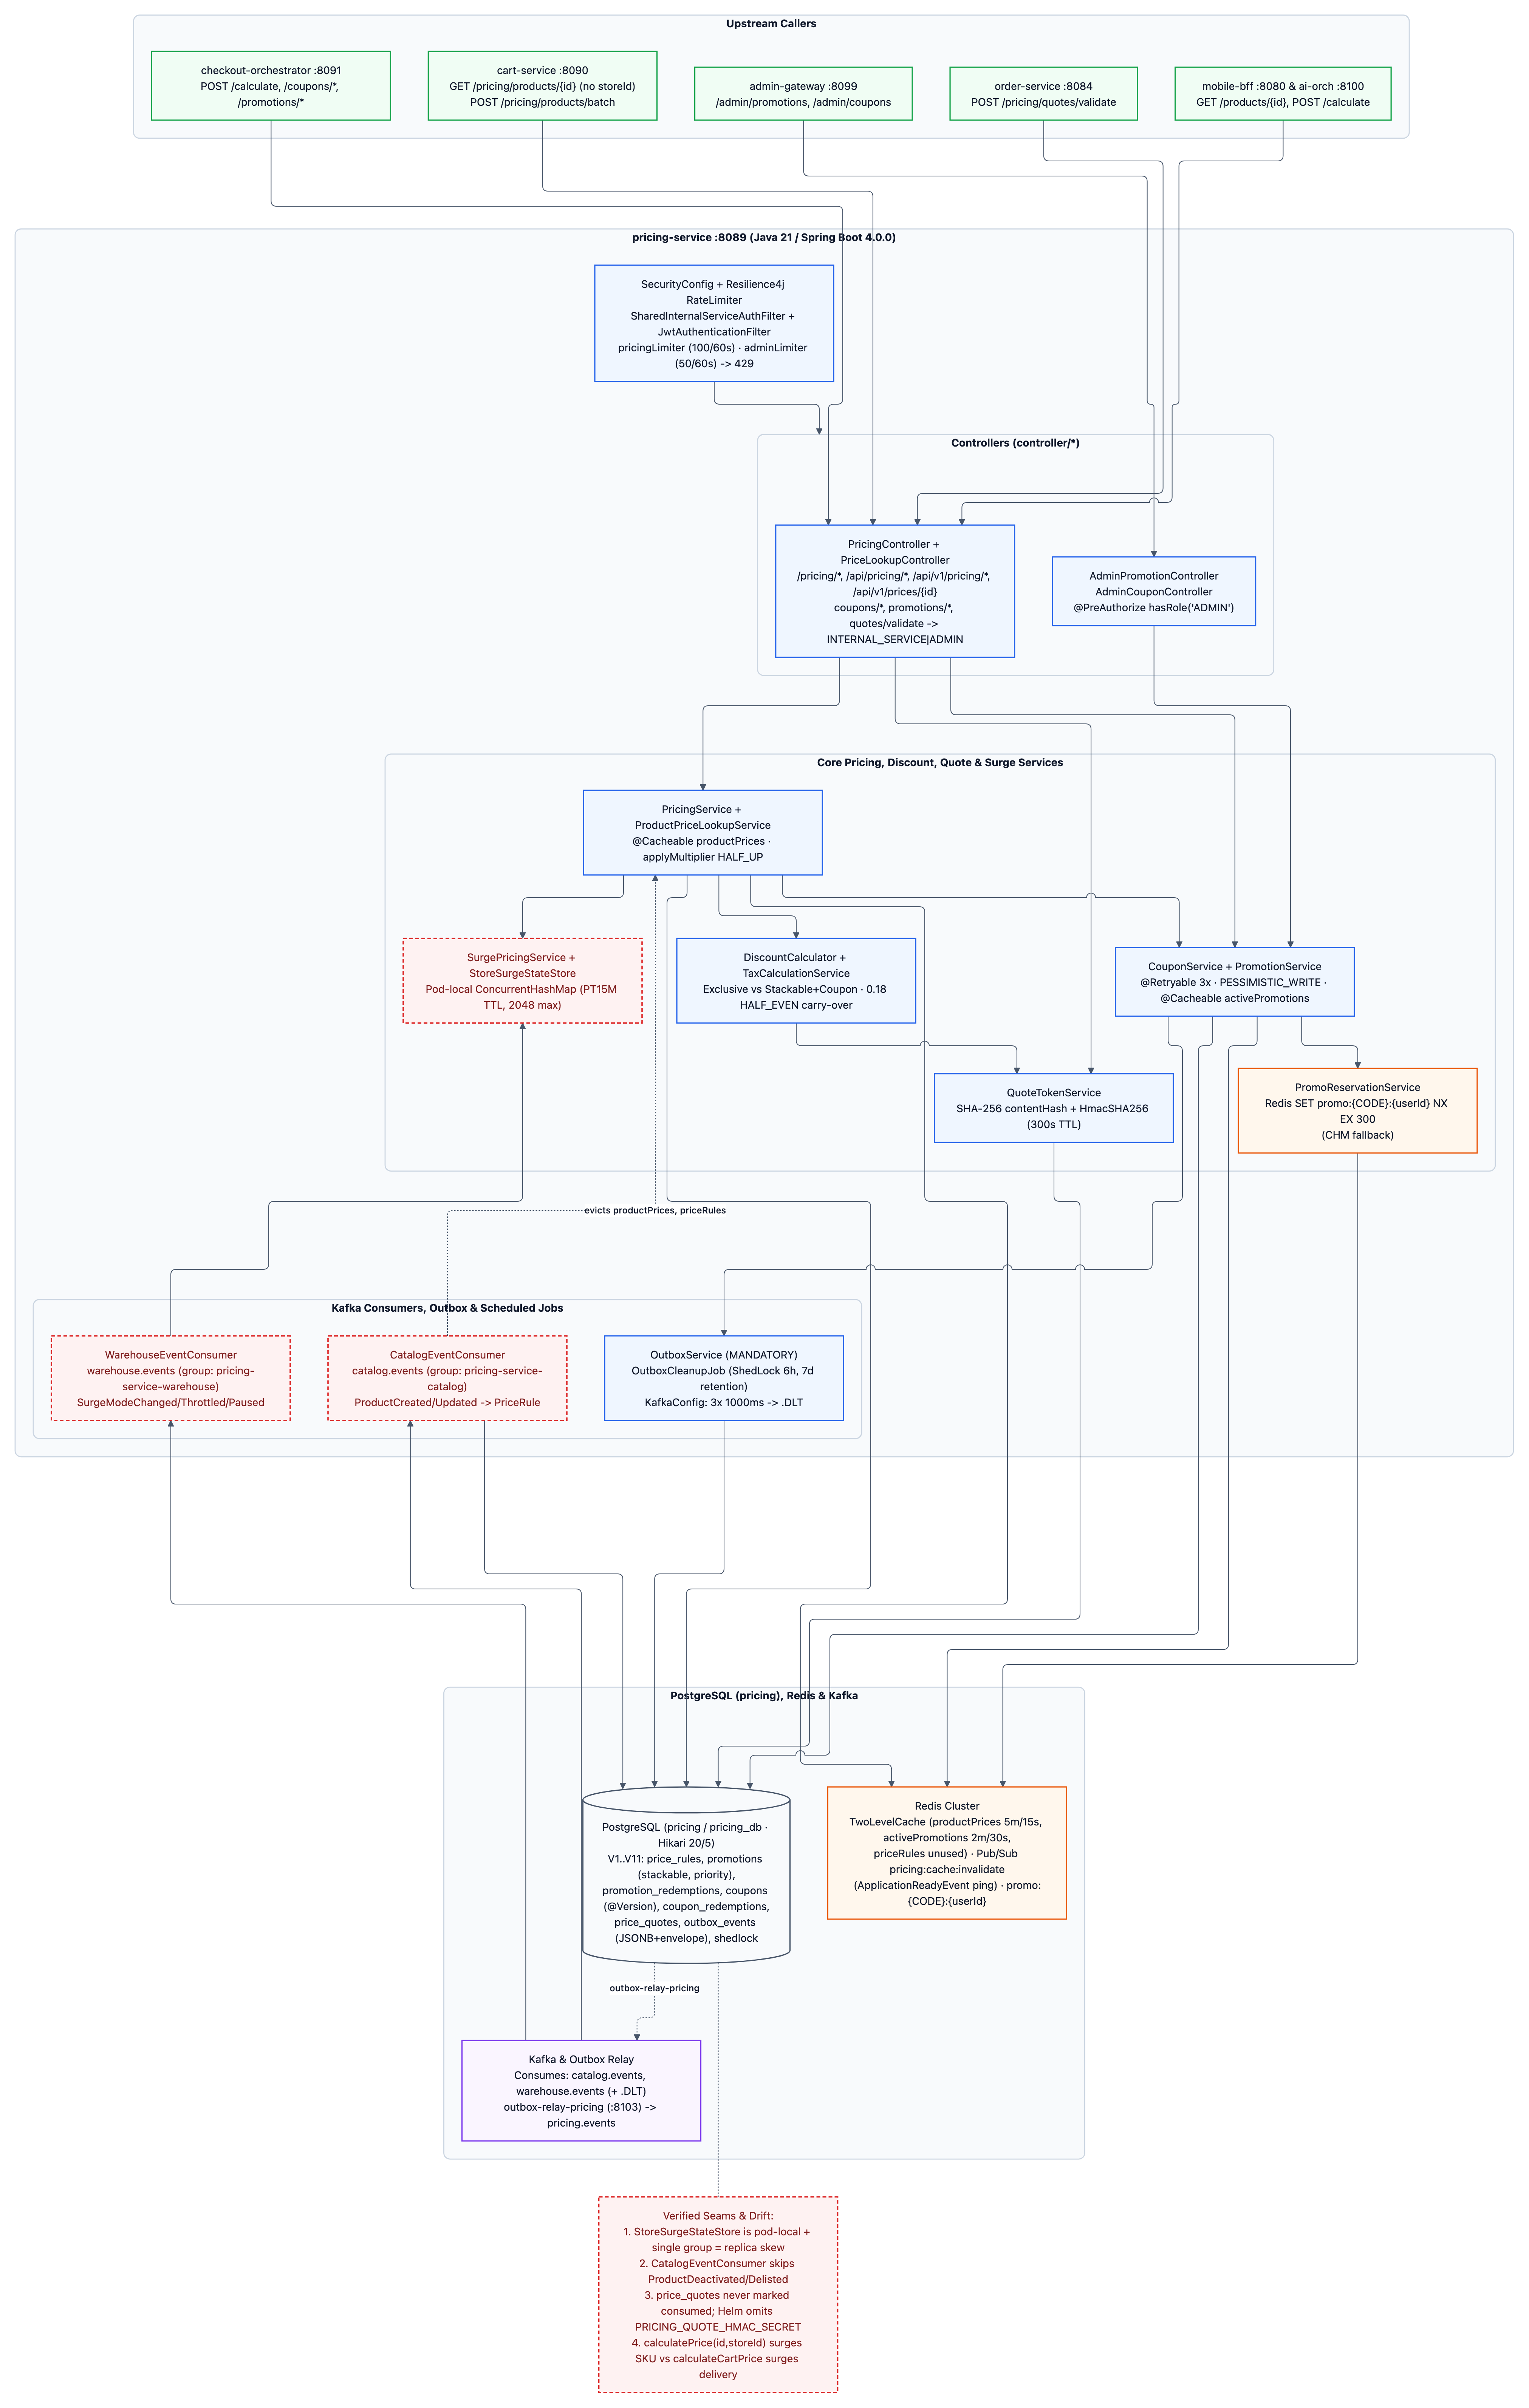 Upstream Callers
checkout-orchestrator :8091
POST /calculate, /coupons/*,
/promotions/*
cart-service :8090
GET /pricing/products/{id} (no storeId)
POST /pricing/products/batch
admin-gateway :8099
/admin/promotions, /admin/coupons
order-service :8084
POST /pricing/quotes/validate
mobile-bff :8080 & ai-orch :8100
GET /products/{id}, POST /calculate
pricing-service :8089 (Java 21 / Spring Boot 4.0.0)
SecurityConfig + Resilience4j
RateLimiter
SharedInternalServiceAuthFilter +
JwtAuthenticationFilter
pricingLimiter (100/60s) · adminLimiter
(50/60s) -> 429
Controllers (controller/*)
PricingController +
PriceLookupController
/pricing/*, /api/pricing/*, /api/v1/pricing/*,
/api/v1/prices/{id}
coupons/*, promotions/*,
quotes/validate ->
INTERNAL_SERVICE|ADMIN
AdminPromotionController
AdminCouponController
@PreAuthorize hasRole('ADMIN')
Core Pricing, Discount, Quote & Surge Services
PricingService +
ProductPriceLookupService
@Cacheable productPrices ·
applyMultiplier HALF_UP
SurgePricingService +
StoreSurgeStateStore
Pod-local ConcurrentHashMap (PT15M
TTL, 2048 max)
DiscountCalculator +
TaxCalculationService
Exclusive vs Stackable+Coupon · 0.18
HALF_EVEN carry-over
CouponService + PromotionService
@Retryable 3x · PESSIMISTIC_WRITE ·
@Cacheable activePromotions
QuoteTokenService
SHA-256 contentHash + HmacSHA256
(300s TTL)
PromoReservationService
Redis SET promo:{CODE}:{userId} NX
EX 300
(CHM fallback)
evicts productPrices, priceRules
Kafka Consumers, Outbox & Scheduled Jobs
WarehouseEventConsumer
warehouse.events (group: pricing-
service-warehouse)
SurgeModeChanged/Throttled/Paused
CatalogEventConsumer
catalog.events (group: pricing-service-
catalog)
ProductCreated/Updated -> PriceRule
OutboxService (MANDATORY)
OutboxCleanupJob (ShedLock 6h, 7d
retention)
KafkaConfig: 3x 1000ms -> .DLT
PostgreSQL (pricing), Redis & Kafka
PostgreSQL (pricing / pricing_db ·
Hikari 20/5)
V1..V11: price_rules, promotions
(stackable, priority),
promotion_redemptions, coupons
(@Version), coupon_redemptions,
price_quotes, outbox_events
(JSONB+envelope), shedlock
Redis Cluster
TwoLevelCache (productPrices 5m/15s,
activePromotions 2m/30s,
priceRules unused) · Pub/Sub
pricing:cache:invalidate
(ApplicationReadyEvent ping) · promo:
{CODE}:{userId}
outbox-relay-pricing
Kafka & Outbox Relay
Consumes: catalog.events,
warehouse.events (+ .DLT)
outbox-relay-pricing (:8103) ->
pricing.events
Verified Seams & Drift:
1. StoreSurgeStateStore is pod-local +
single group = replica skew
2. CatalogEventConsumer skips
ProductDeactivated/Delisted
3. price_quotes never marked
consumed; Helm omits
PRICING_QUOTE_HMAC_SECRET
4. calculatePrice(id,storeId) surges
SKU vs calculateCartPrice surges
delivery